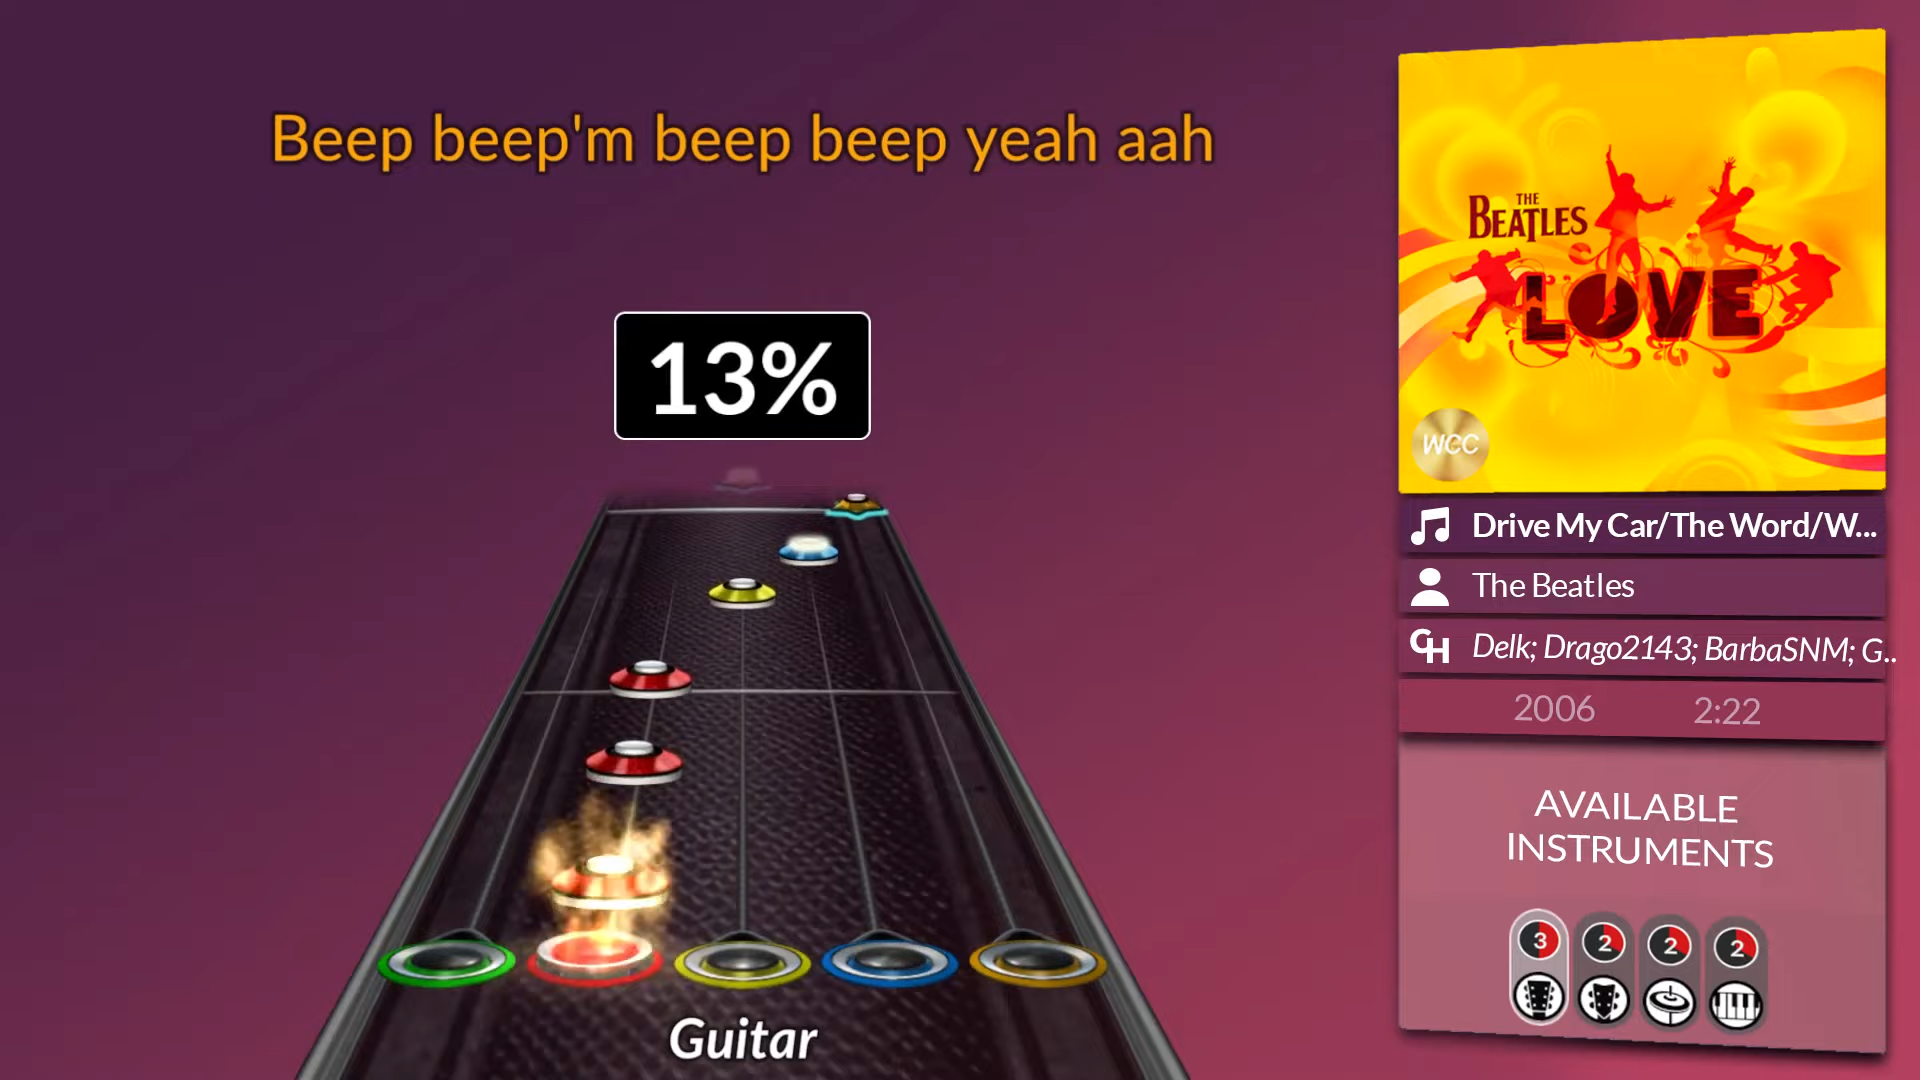 Beep beep'm beep beep yeah aah
13%
Guitar
THE
BEATLES
LOVE
WCC
Drive My Car/The Word/W...
The Beatles
CH
Delk; Drago2143; BarbaSNM; G..
2006 2:22
AVAILABLE
INSTRUMENTS
3 2 2 2